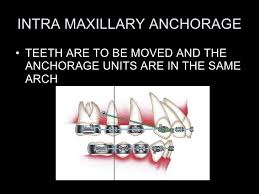 INTRA MAXILLARY ANCHORAGE
• TEETH ARE TO BE MOVED AND THE
ANCHORAGE UNITS ARE IN THE SAME
ARCH